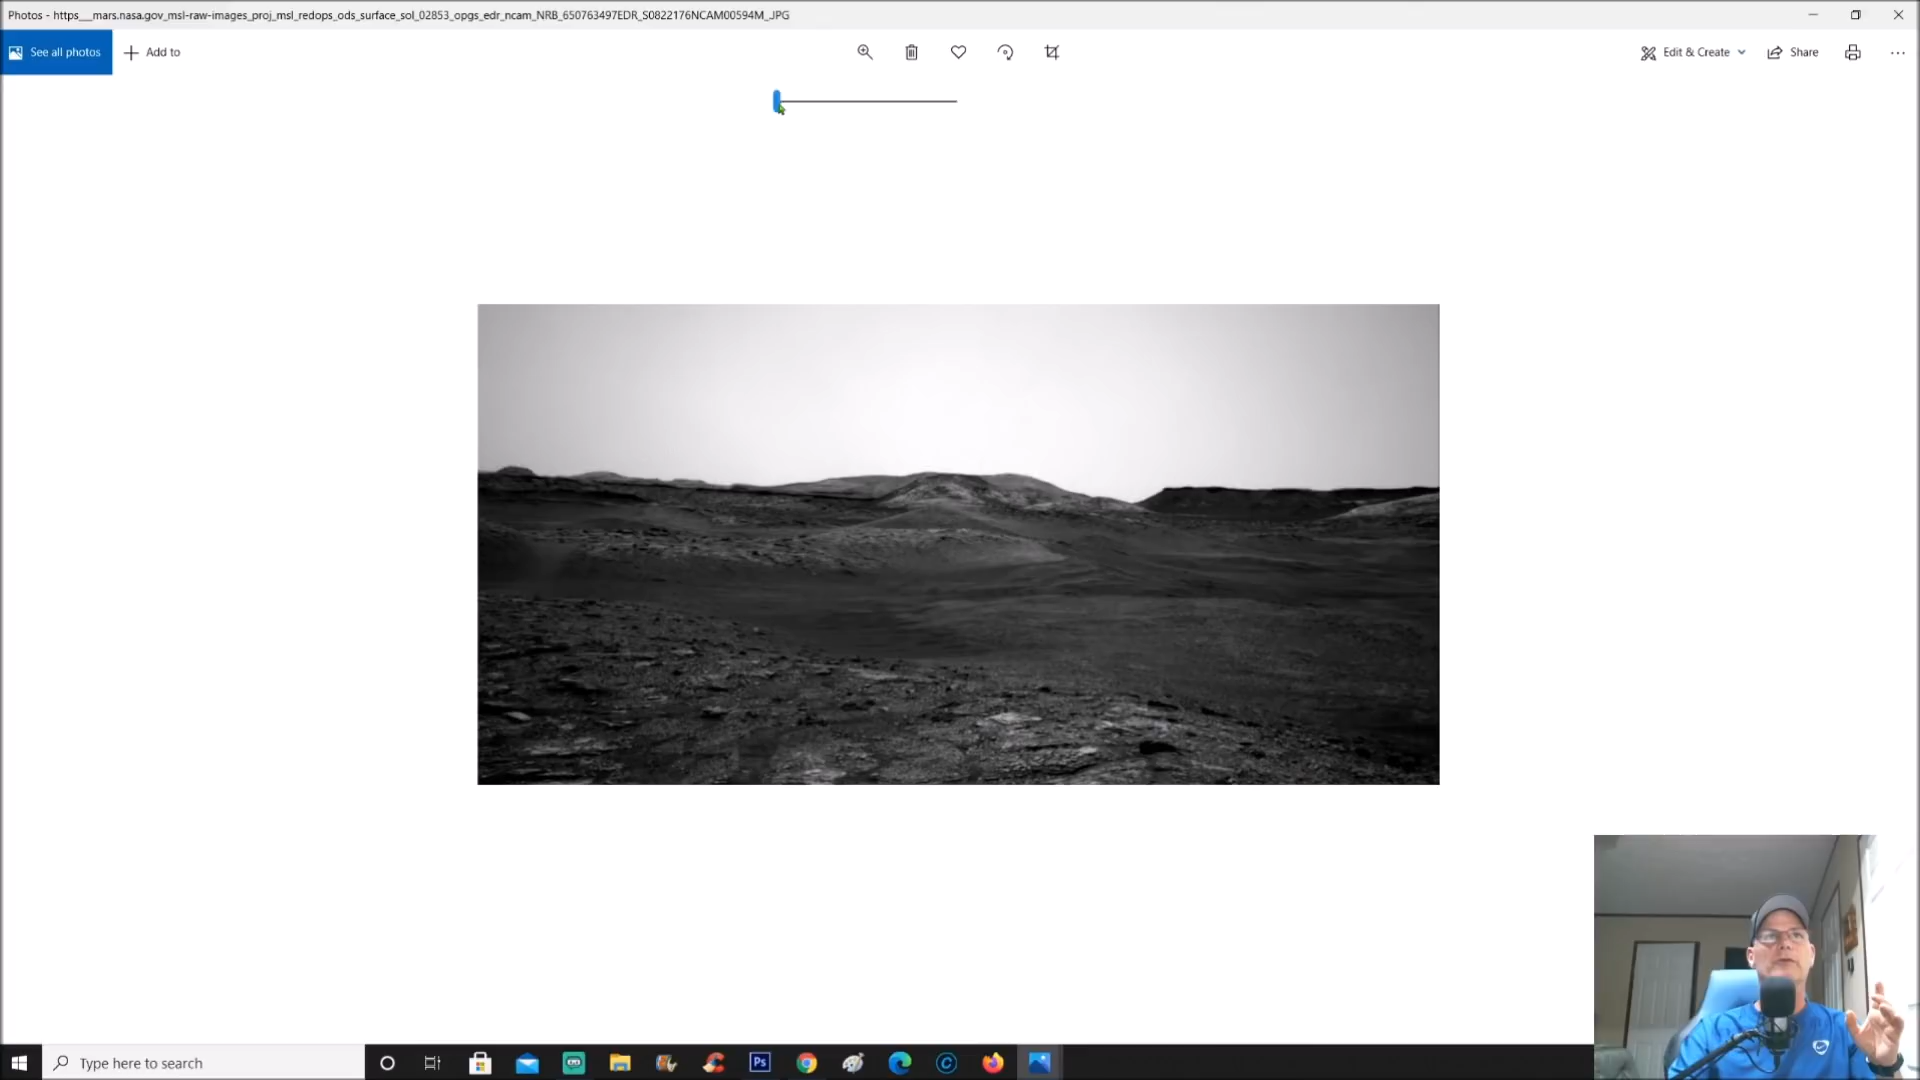 Photos - https__mars.nasa.gov_msl-raw-images_proj_msl_redops_ods_surface_sol_02853_opgs_edr_ncam_NRB_650763497EDR_S0822176NCAM00594M_.JPG
See all photos
Add to
Edit & Create
Share
Ps
Type here to search